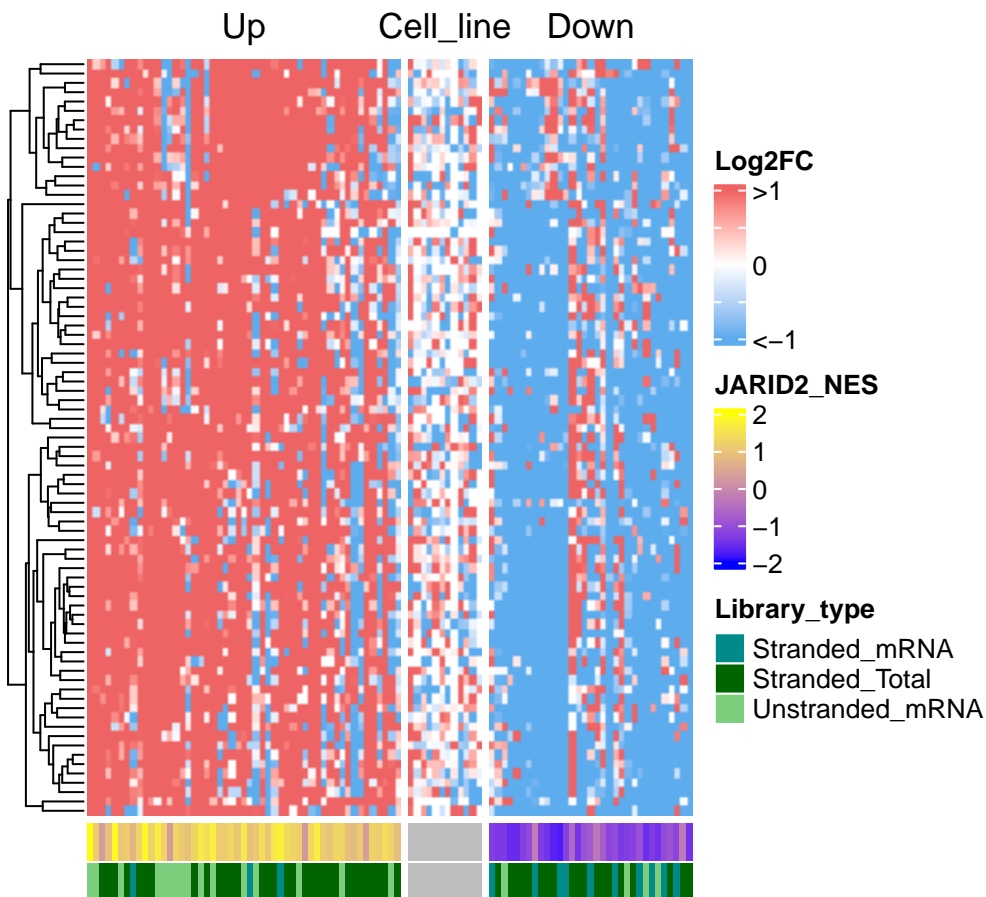 Up Cell_line Down
Log2FC
>1
0
<−1
JARID2_NES
2
1
0
−1
−2
Library_type
Stranded_mRNA
Stranded_Total
Unstranded_mRNA